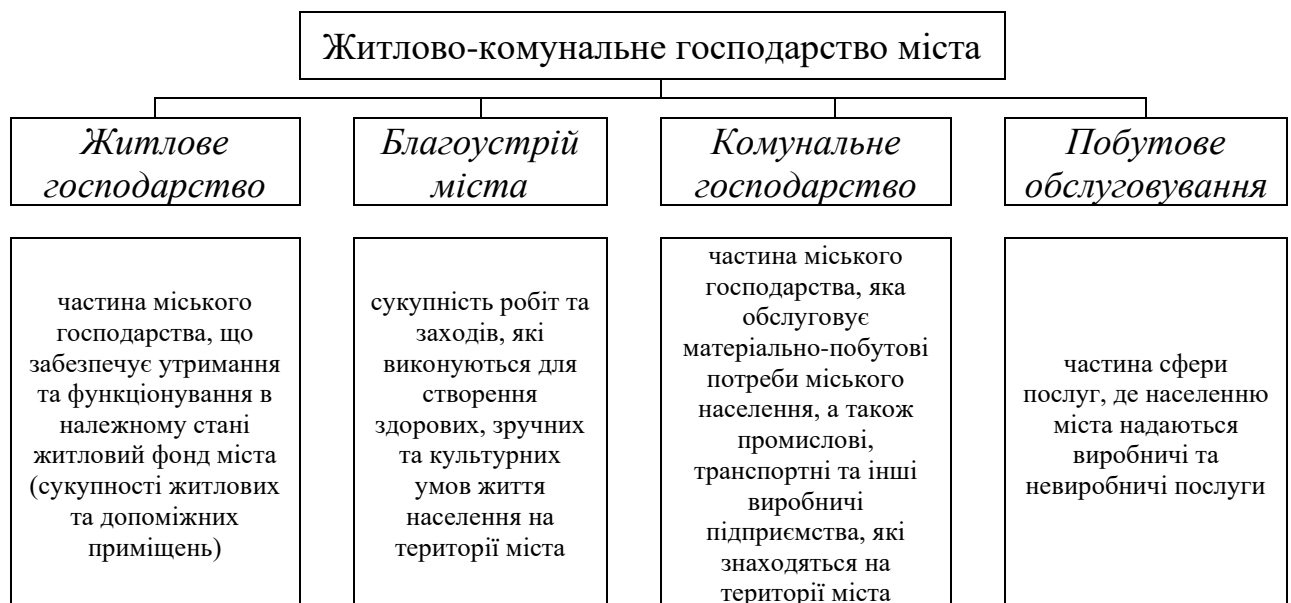 Житлово-комунальне господарство міста
Житлове
господарство
Благоустрій
міста
Комунальне
господарство
Побутове
обслуговування
частина міського
господарства, що
забезпечує утримання
та функціонування в
належному стані
житловий фонд міста
(сукупності житлових
та допоміжних
приміщень)
сукупність робіт та
заходів, які
виконуються для
створення
здорових, зручних
та культурних
умов життя
населення на
території міста
частина міського
господарства, яка
обслуговує
матеріально-побутові
потреби міського
населення, а також
промислові,
транспортні та інші
виробничі
підприємства, які
знаходяться на
території міста
частина сфери
послуг, де населенню
міста надаються
виробничі та
невиробничі послуги